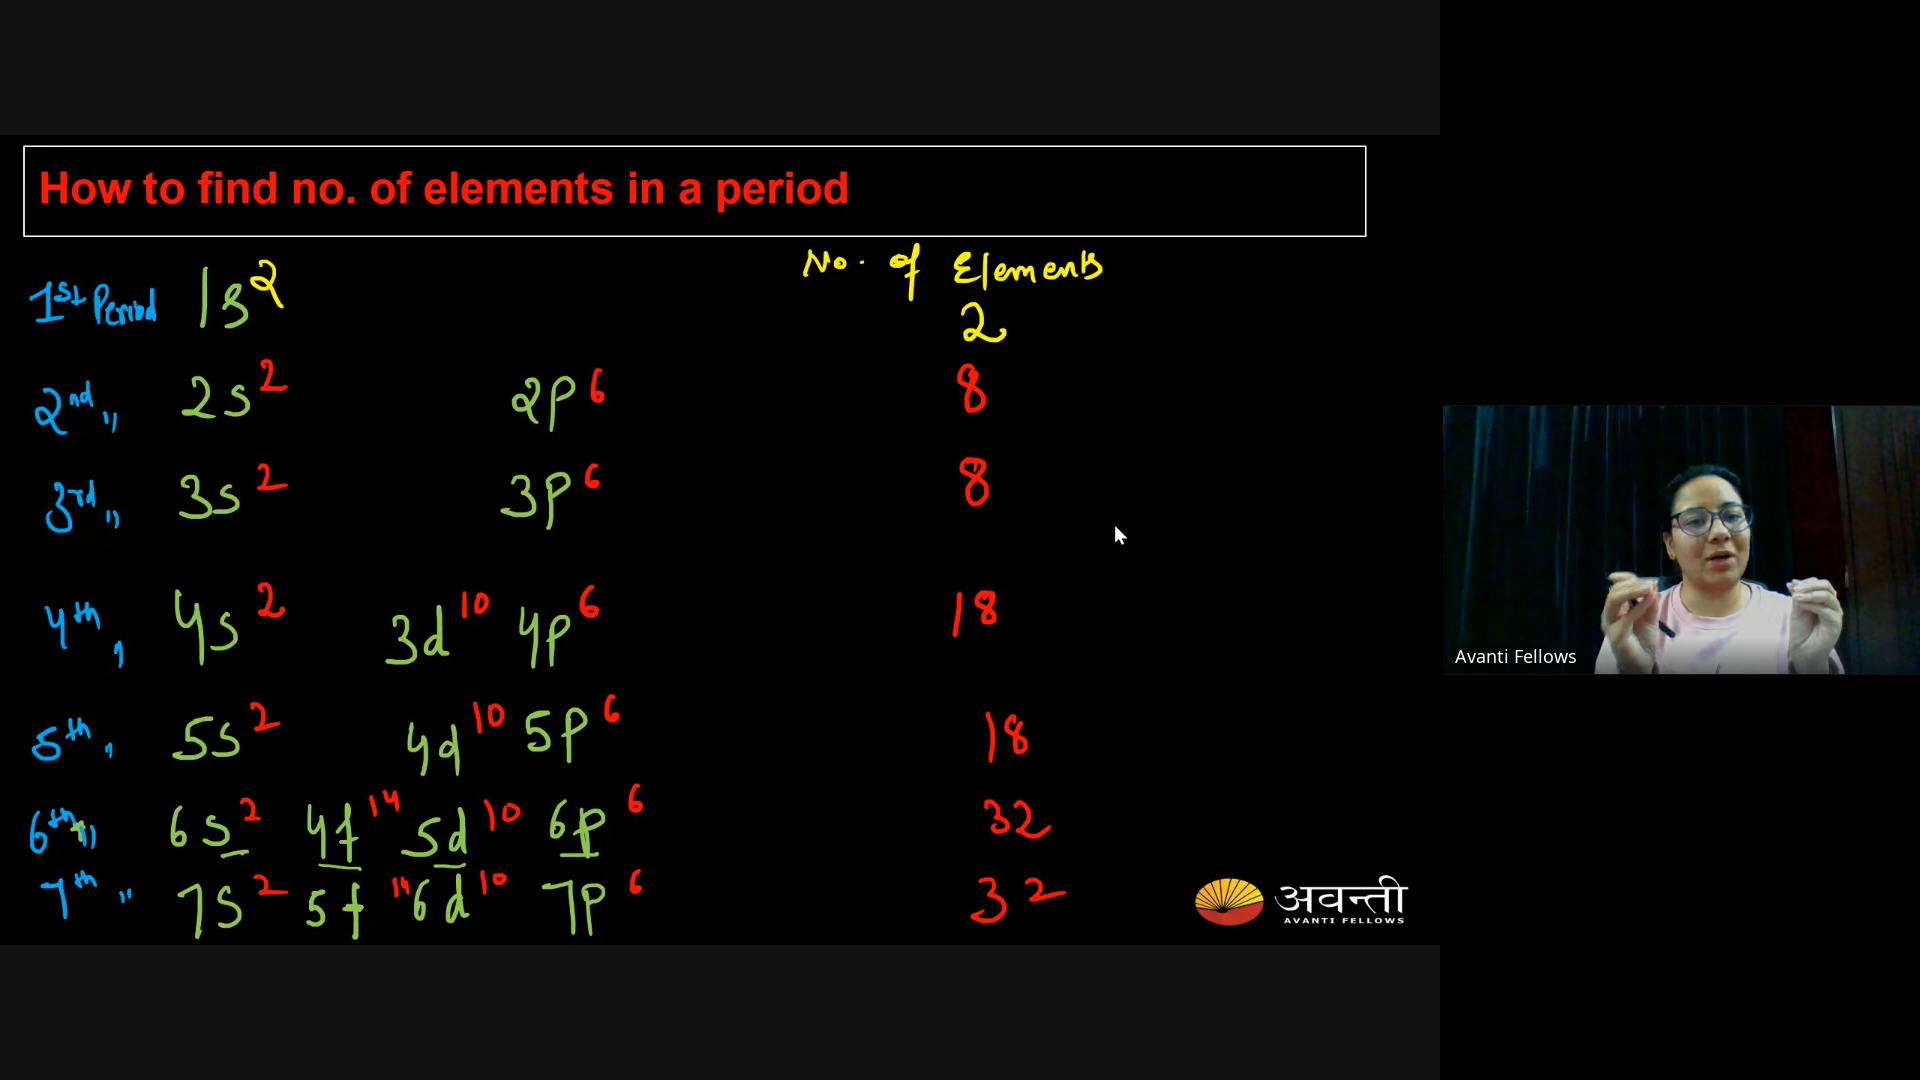 How to find no. of elements in a period
No. of Elements
1st Period 1s² 2
2nd " 2s² 2p⁶ 8
3rd " 3s² 3p⁶ 8
4th , 4s² 3d¹⁰ 4p⁶ 18
5th , 5s² 4d¹⁰ 5p⁶ 18
6th " 6s² 4f¹⁴ 5d¹⁰ 6p⁶ 32
7th " 7s² 5f¹⁴ 6d¹⁰ 7p⁶ 32
अवन्ती
AVANTI FELLOWS
Avanti Fellows